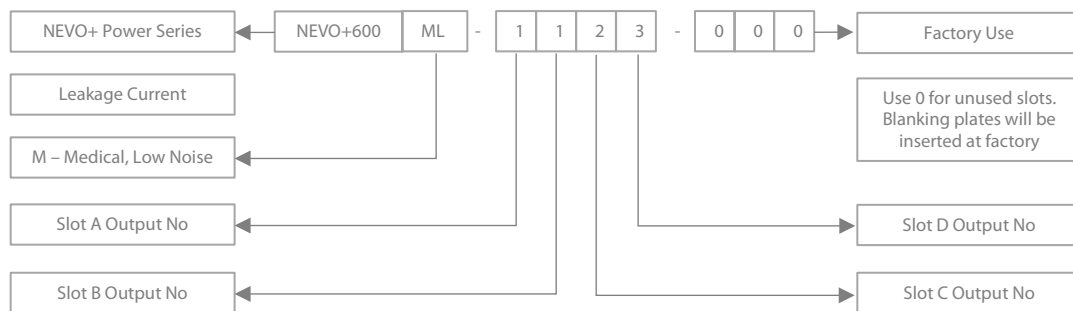 NEVO+ Power Series
NEVO+600 ML - 1 1 2 3 - 0 0 0
Factory Use
Leakage Current
Use 0 for unused slots.
Blanking plates will be
inserted at factory
M – Medical, Low Noise
Slot A Output No
Slot D Output No
Slot B Output No
Slot C Output No